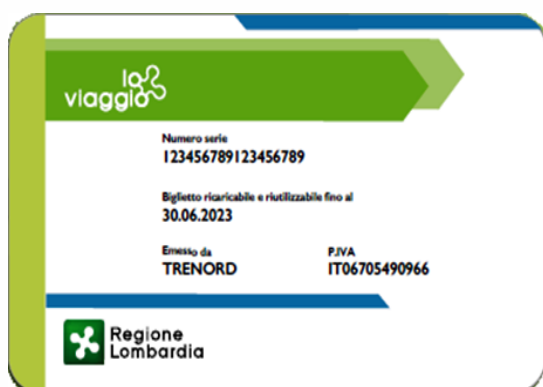 io
viaggio
Numero serie
123456789123456789
Biglietto ricaricabile e riutilizzabile fino al
30.06.2023
Emesso da P.IVA
TRENORD IT06705490966
Regione
Lombardia